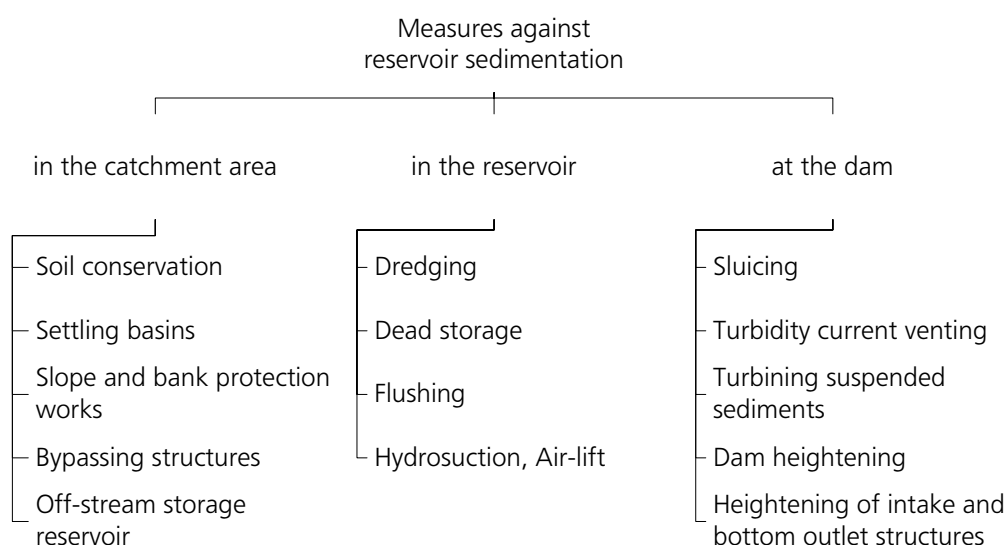 Measures against
reservoir sedimentation
in the catchment area
in the reservoir
at the dam
Soil conservation
Settling basins
Slope and bank protection
works
Bypassing structures
Off-stream storage
reservoir
Dredging
Dead storage
Flushing
Hydrosuction, Air-lift
Sluicing
Turbidity current venting
Turbining suspended
sediments
Dam heightening
Heightening of intake and
bottom outlet structures